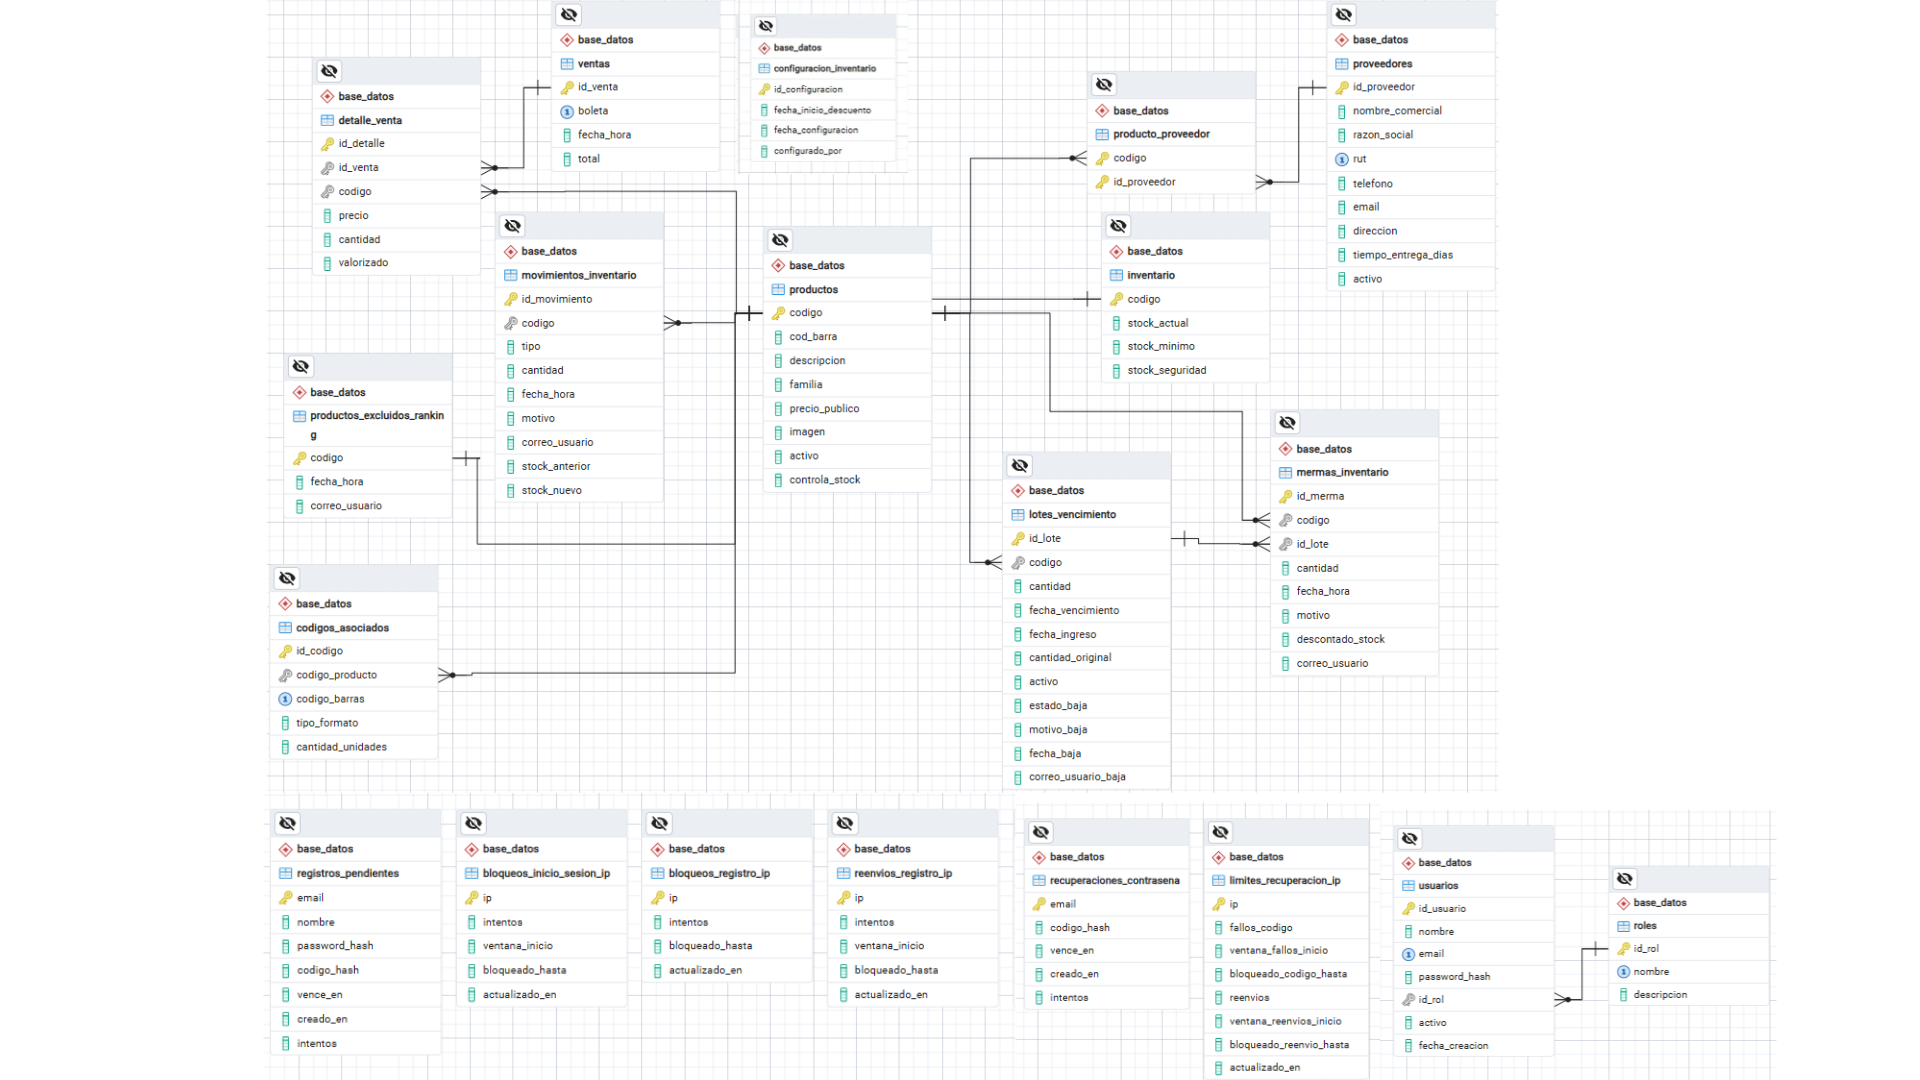 base_datos
ventas
id_venta
boleta
fecha_hora
total
base_datos
configuracion_inventario
id_configuracion
fecha_inicio_descuento
fecha_configuracion
configurado_por
base_datos
proveedores
id_proveedor
nombre_comercial
razon_social
rut
telefono
email
direccion
tiempo_entrega_dias
activo
base_datos
detalle_venta
id_detalle
id_venta
codigo
precio
cantidad
valorizado
base_datos
producto_proveedor
codigo
id_proveedor
base_datos
movimientos_inventario
id_movimiento
codigo
tipo
cantidad
fecha_hora
motivo
correo_usuario
stock_anterior
stock_nuevo
base_datos
productos
codigo
cod_barra
descripcion
familia
precio_publico
imagen
activo
controla_stock
base_datos
inventario
codigo
stock_actual
stock_minimo
stock_seguridad
base_datos
productos_excluidos_rankin
g
codigo
fecha_hora
correo_usuario
base_datos
mermas_inventario
id_merma
codigo
id_lote
cantidad
fecha_hora
motivo
descontado_stock
correo_usuario
base_datos
lotes_vencimiento
id_lote
codigo
cantidad
fecha_vencimiento
fecha_ingreso
cantidad_original
activo
estado_baja
motivo_baja
fecha_baja
correo_usuario_baja
base_datos
codigos_asociados
id_codigo
codigo_producto
codigo_barras
tipo_formato
cantidad_unidades
base_datos
registros_pendientes
email
nombre
password_hash
codigo_hash
vence_en
creado_en
intentos
base_datos
bloqueos_inicio_sesion_ip
ip
intentos
ventana_inicio
bloqueado_hasta
actualizado_en
base_datos
bloqueos_registro_ip
ip
intentos
bloqueado_hasta
actualizado_en
base_datos
reenvios_registro_ip
ip
intentos
ventana_inicio
bloqueado_hasta
actualizado_en
base_datos
recuperaciones_contrasena
email
codigo_hash
vence_en
creado_en
intentos
base_datos
limites_recuperacion_ip
ip
fallos_codigo
ventana_fallos_inicio
bloqueado_codigo_hasta
reenvios
ventana_reenvios_inicio
bloqueado_reenvio_hasta
actualizado_en
base_datos
usuarios
id_usuario
nombre
email
password_hash
id_rol
activo
fecha_creacion
base_datos
roles
id_rol
nombre
descripcion